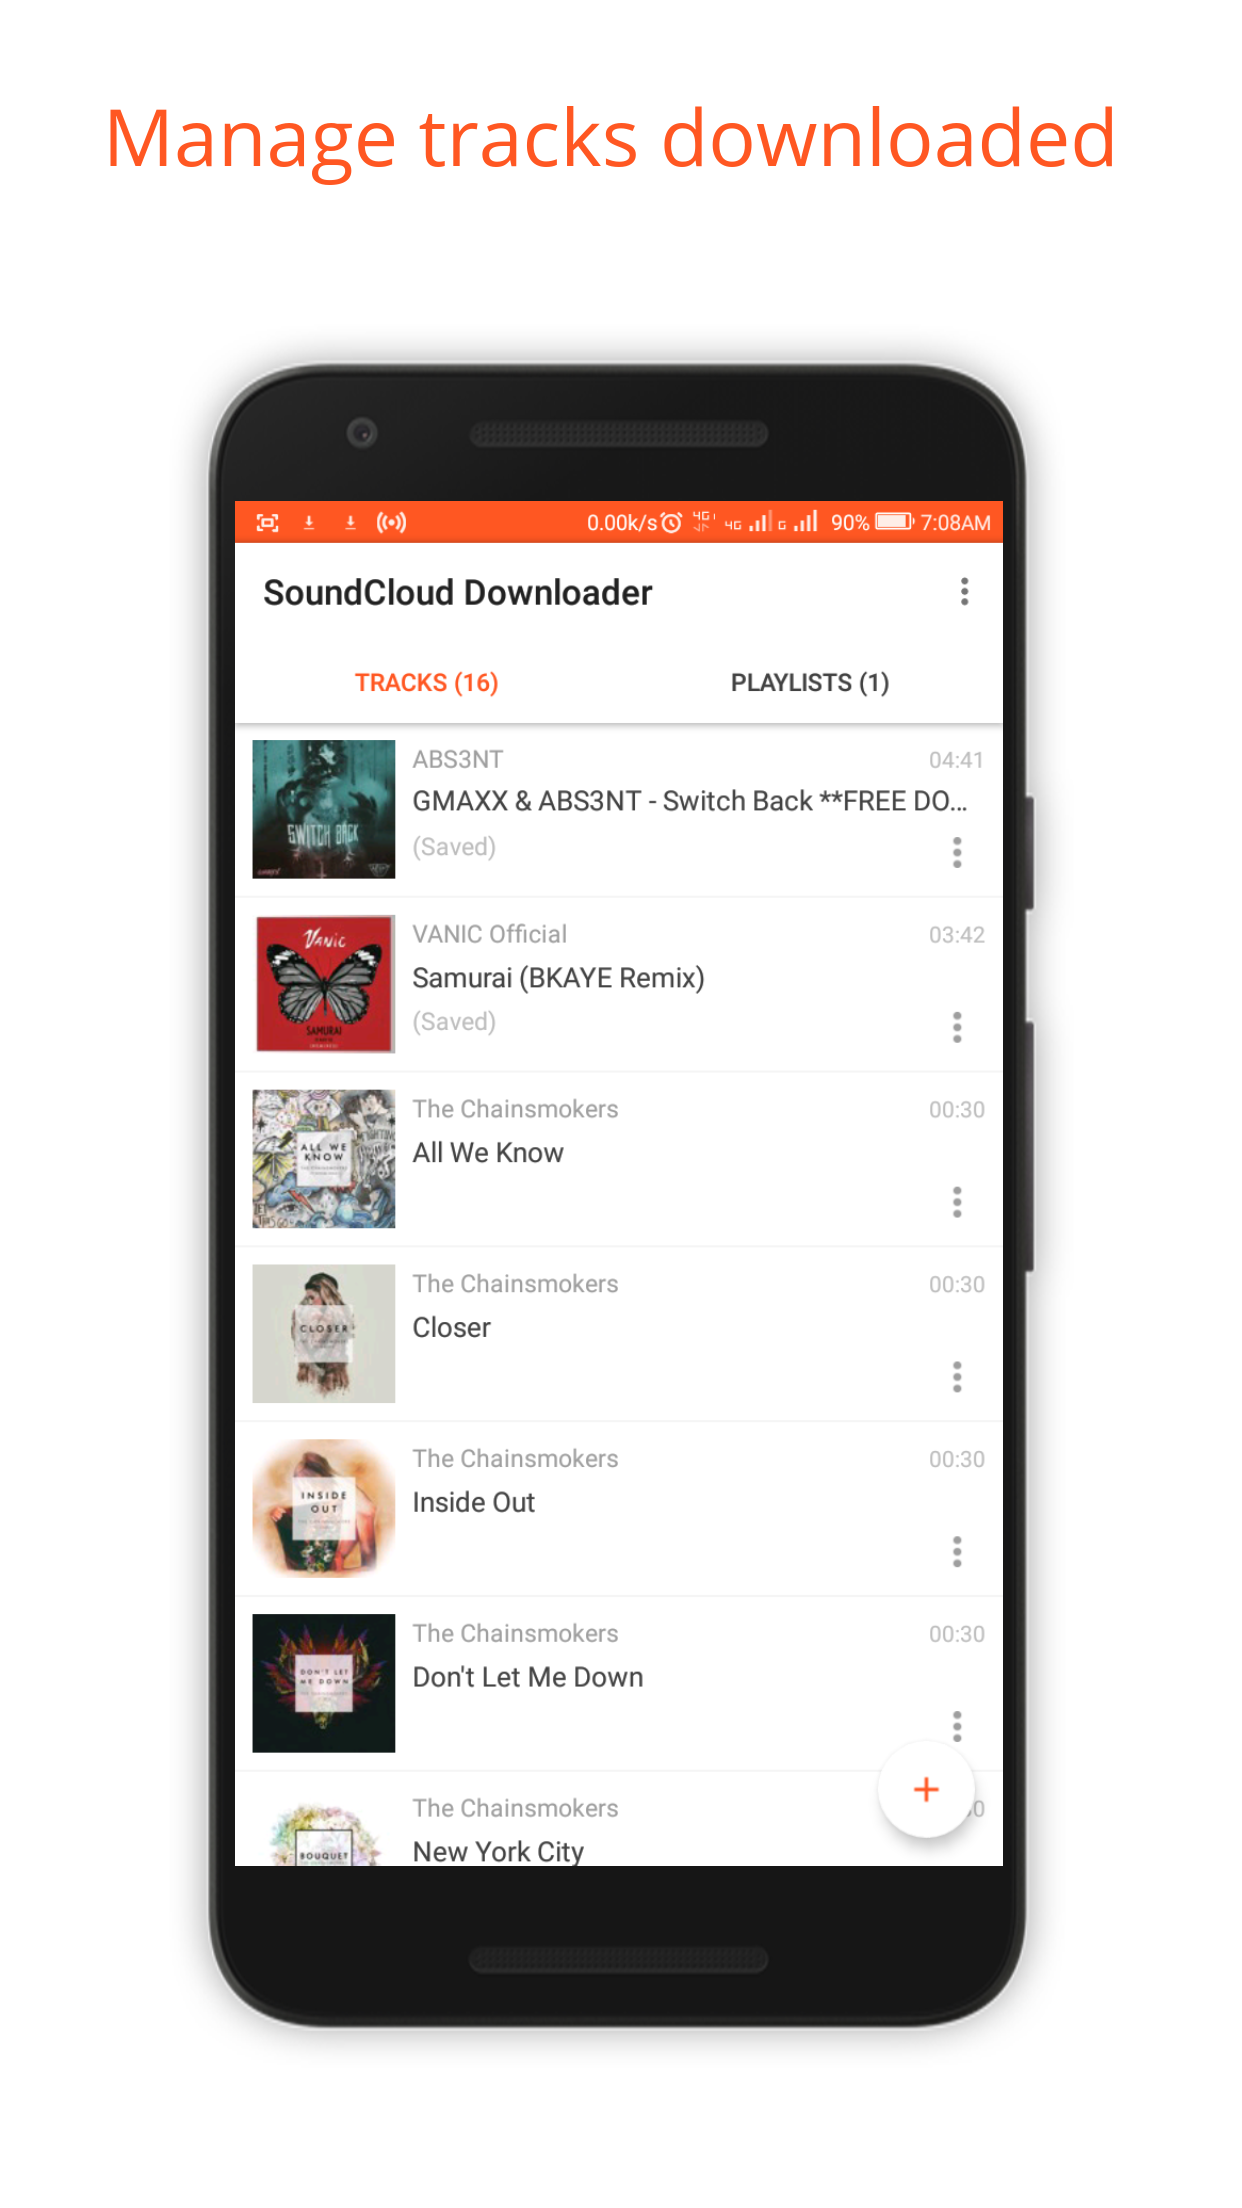 Manage tracks downloaded
0.00k/s 4G 4G G 90% 7:08AM
SoundCloud Downloader
TRACKS (16) PLAYLISTS (1)
ABS3NT 04:41
GMAXX & ABS3NT - Switch Back **FREE DO...
(Saved)
SWITCH BACK
VANIC Official 03:42
Samurai (BKAYE Remix)
(Saved)
VANIC
SAMURAI
The Chainsmokers 00:30
All We Know
ALL WE
KNOW
The Chainsmokers 00:30
Closer
CLOSER
The Chainsmokers 00:30
Inside Out
INSIDE
OUT
The Chainsmokers 00:30
Don't Let Me Down
DON'T LET
ME DOWN
The Chainsmokers
New York City
BOUQUET
+